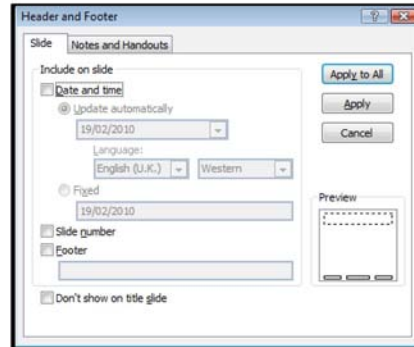 Header and Footer
Slide Notes and Handouts
Include on slide
Date and time
Update automatically
19/02/2010
Language:
English (U.K.) Western
Fixed
19/02/2010
Slide number
Footer
Don't show on title slide
Apply to All
Apply
Cancel
Preview